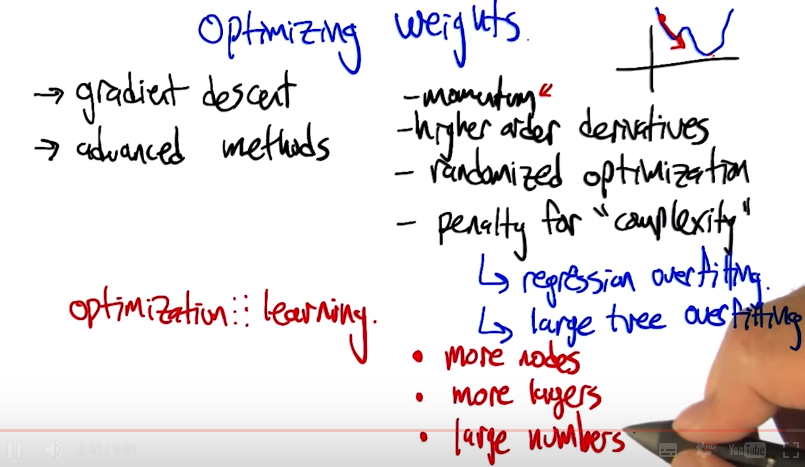 Optimizing weights.
→ gradient descent
→ advanced methods
- momentum
- higher order derivatives
- randomized optimization
- penalty for "complexity"
↳ regression overfitting.
↳ large tree overfitting
optimization :: learning.
• more nodes
• more layers
• large numbers
YouTube